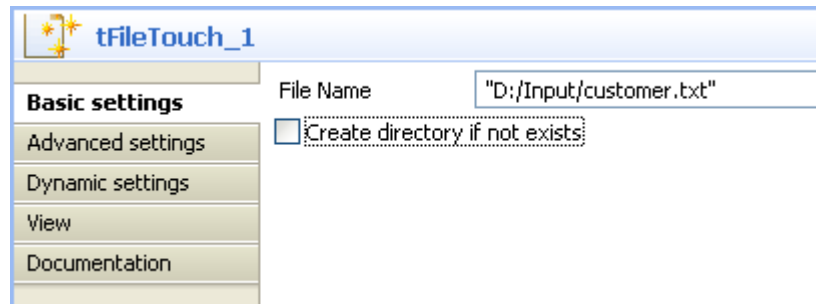 tFileTouch_1
Basic settings
Advanced settings
Dynamic settings
View
Documentation
File Name "D:/Input/customer.txt"
Create directory if not exists